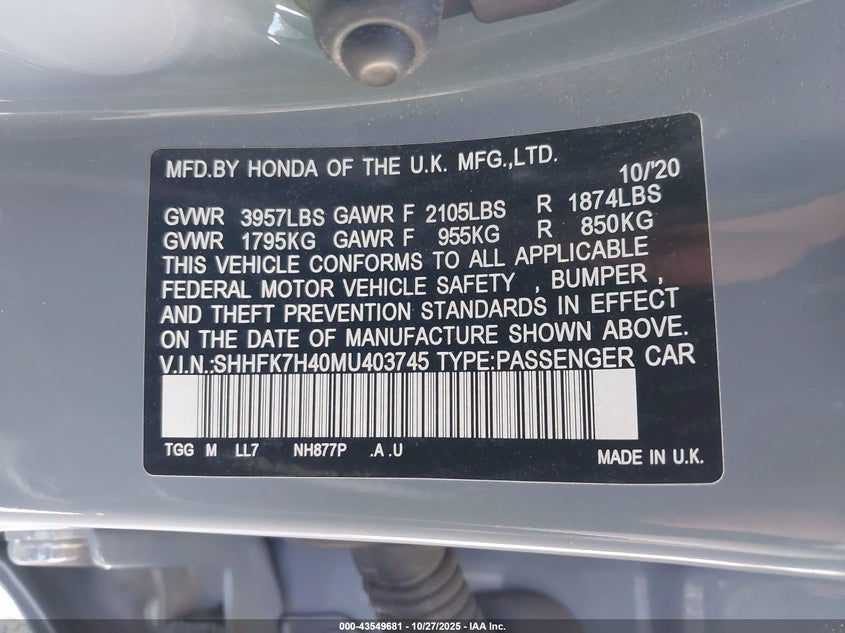 MFD.BY HONDA OF THE U.K. MFG.,LTD.
10/'20
GVWR 3957LBS GAWR F 2105LBS R 1874LBS
GVWR 1795KG GAWR F 955KG R 850KG
THIS VEHICLE CONFORMS TO ALL APPLICABLE
FEDERAL MOTOR VEHICLE SAFETY , BUMPER ,
AND THEFT PREVENTION STANDARDS IN EFFECT
ON THE DATE OF MANUFACTURE SHOWN ABOVE.
V.I.N.:SHHFK7H40MU403745 TYPE:PASSENGER CAR
TGG M LL7 NH877P .A .U
MADE IN U.K.
000-43549681 | 10/27/2025 | IAA Inc.